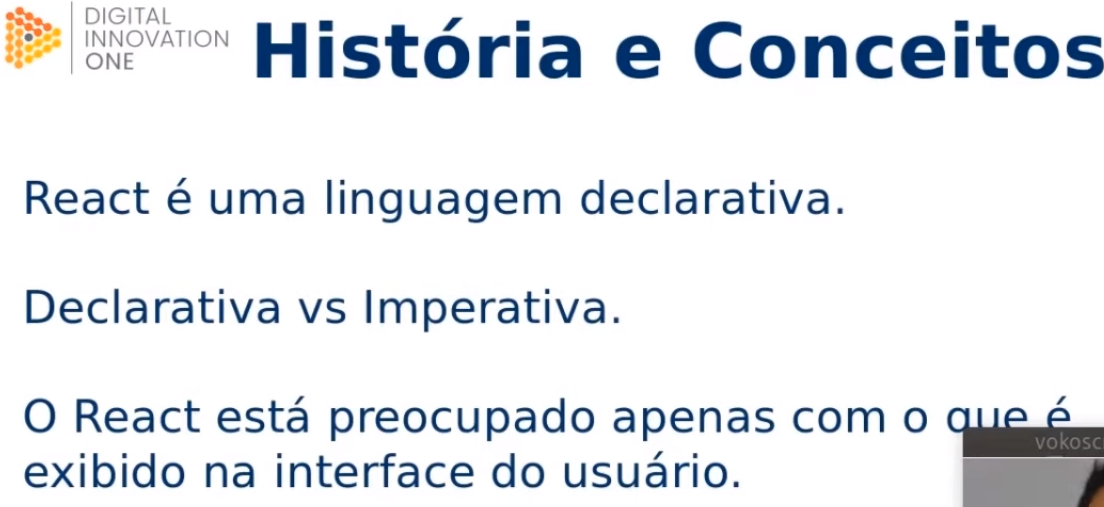 DIGITAL
INNOVATION
ONE
História e Conceitos
React é uma linguagem declarativa.
Declarativa vs Imperativa.
O React está preocupado apenas com o que é
exibido na interface do usuário.